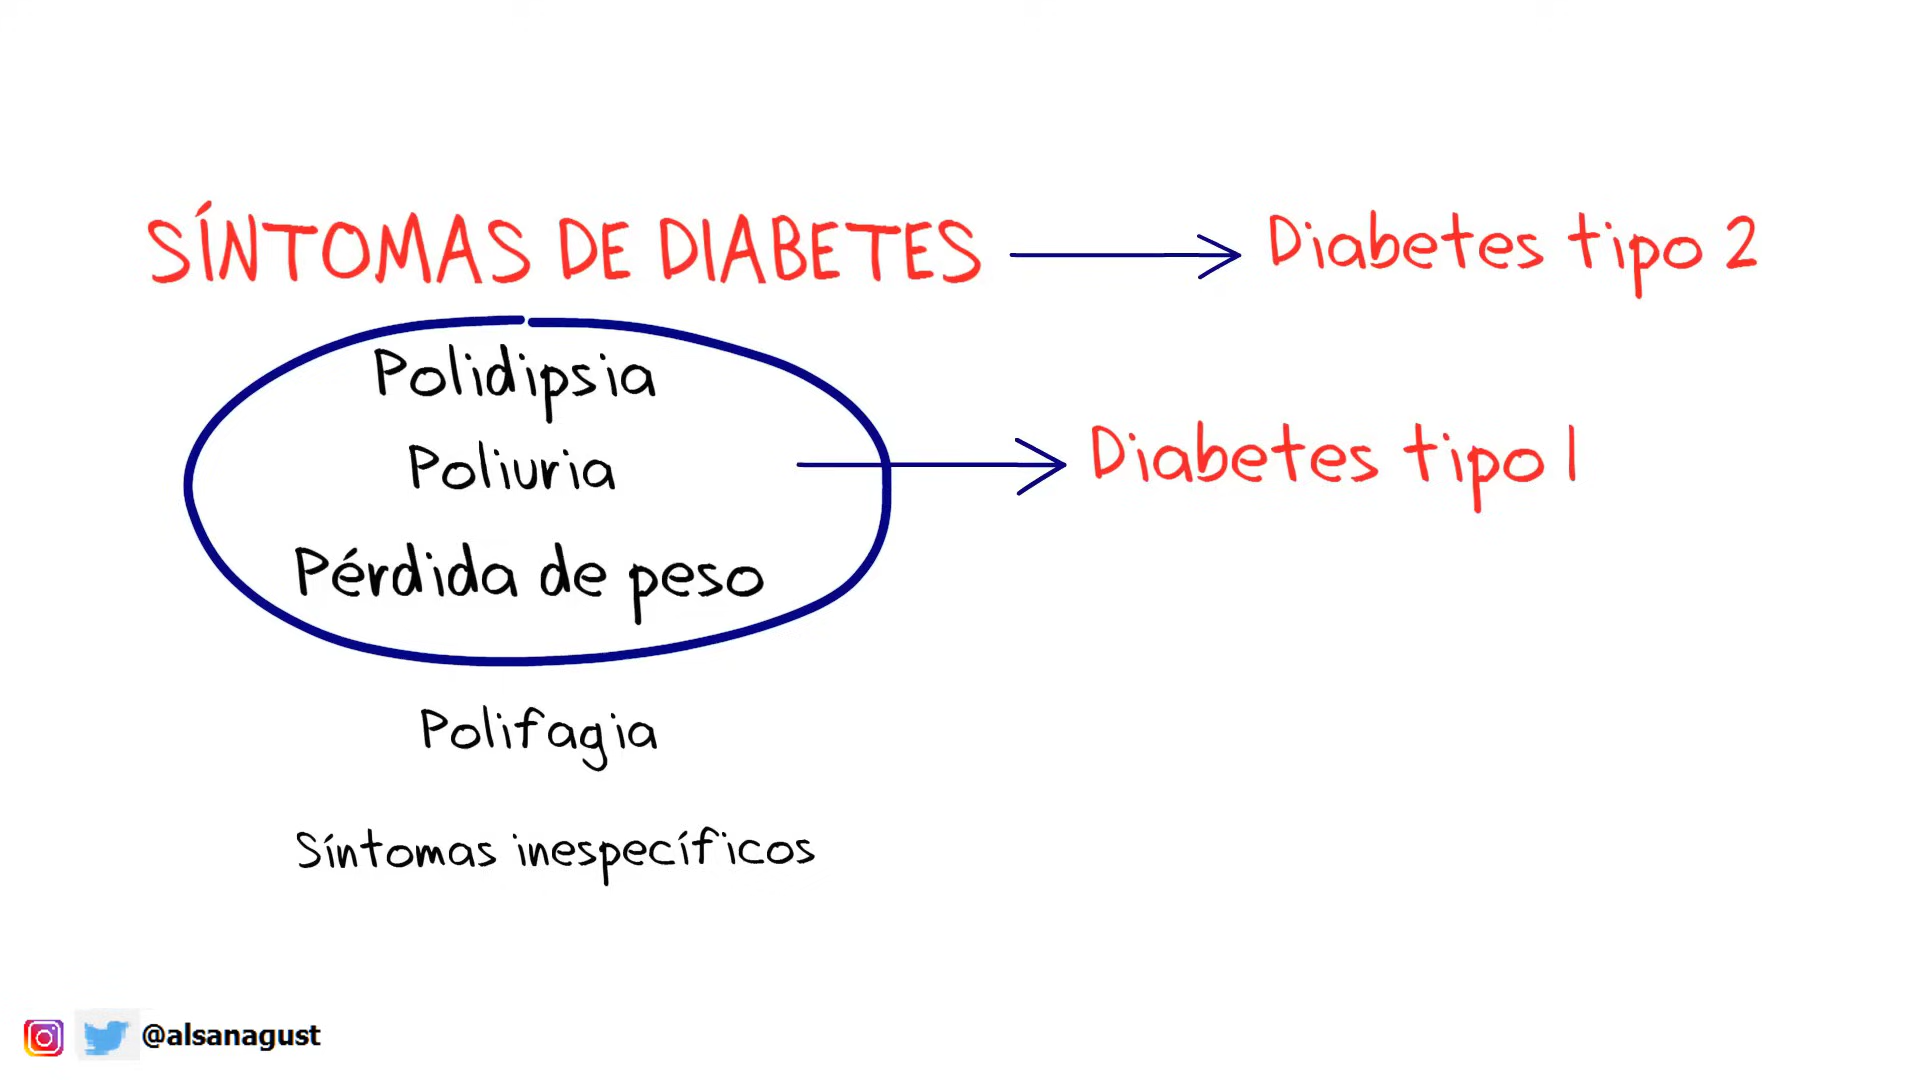 SÍNTOMAS DE DIABETES
Diabetes tipo 2
Polidipsia
Poliuria
Diabetes tipo 1
Pérdida de peso
Polifagia
Síntomas inespecíficos
@alsanagust